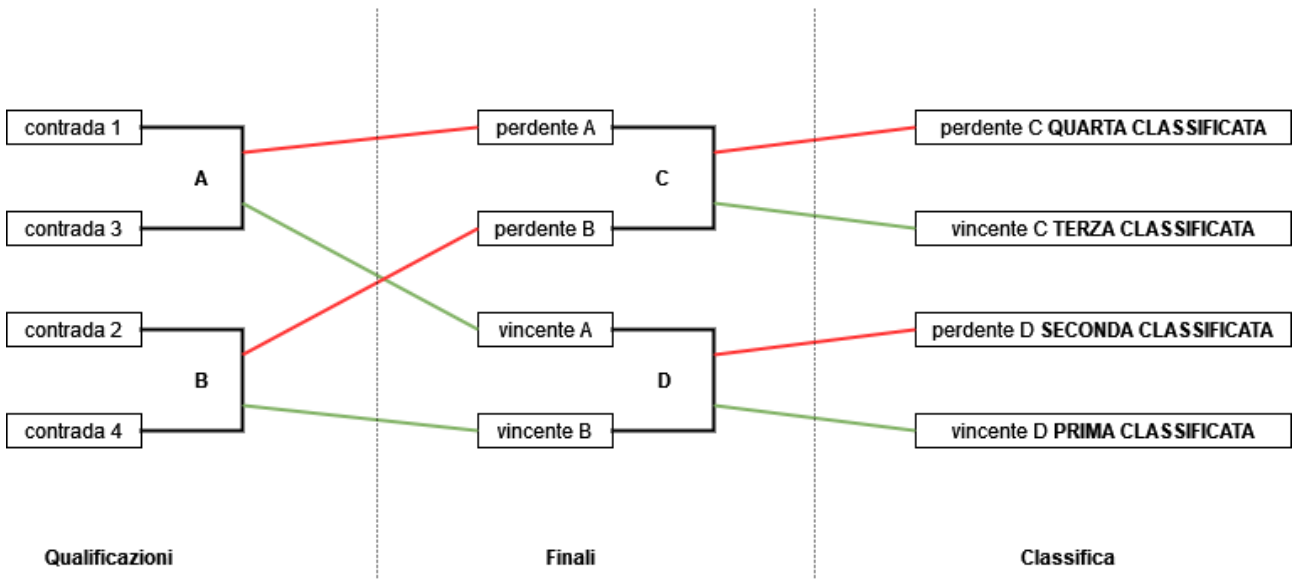 contrada 1
perdente A
perdente C QUARTA CLASSIFICATA
A
C
contrada 3
perdente B
vincente C TERZA CLASSIFICATA
contrada 2
vincente A
perdente D SECONDA CLASSIFICATA
B
D
contrada 4
vincente B
vincente D PRIMA CLASSIFICATA
Qualificazioni
Finali
Classifica